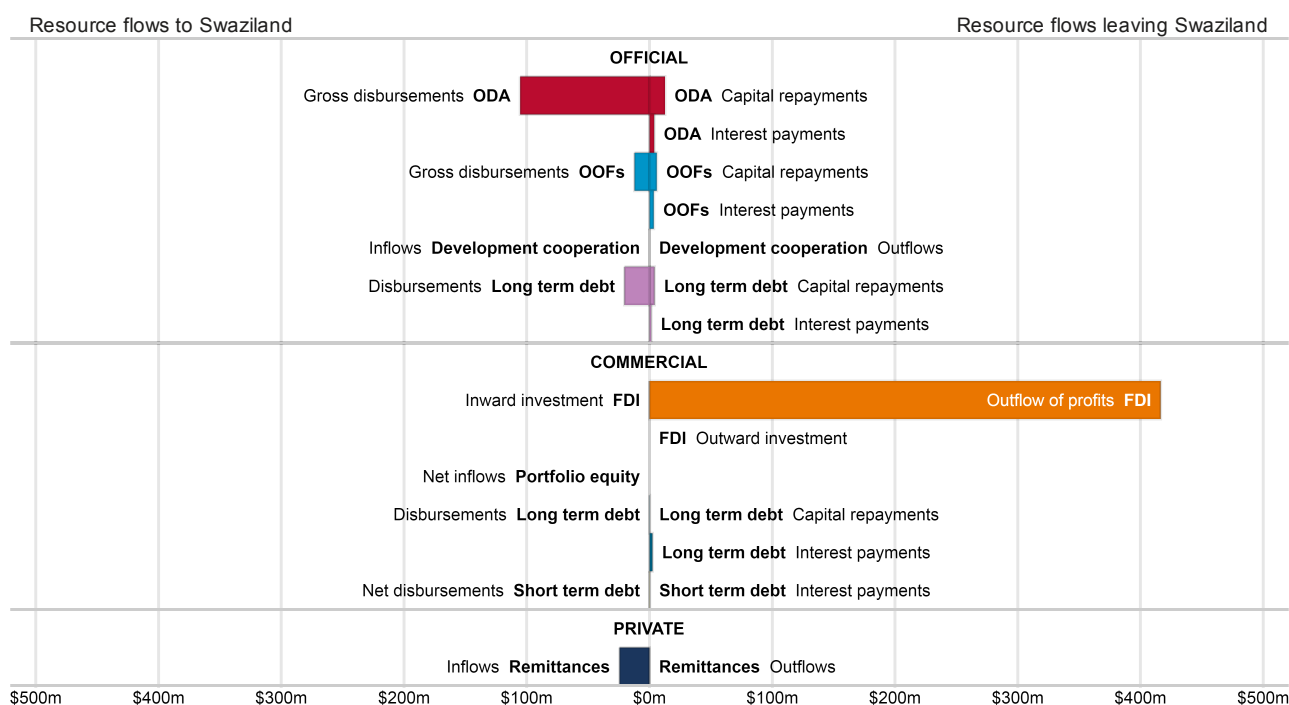 Resource flows to Swaziland Resource flows leaving Swaziland
OFFICIAL
Gross disbursements ODA ODA Capital repayments
ODA Interest payments
Gross disbursements OOFs OOFs Capital repayments
OOFs Interest payments
Inflows Development cooperation Development cooperation Outflows
Disbursements Long term debt Long term debt Capital repayments
Long term debt Interest payments
COMMERCIAL
Inward investment FDI Outflow of profits FDI
FDI Outward investment
Net inflows Portfolio equity
Disbursements Long term debt Long term debt Capital repayments
Long term debt Interest payments
Net disbursements Short term debt Short term debt Interest payments
PRIVATE
Inflows Remittances Remittances Outflows
$500m $400m $300m $200m $100m $0m $100m $200m $300m $400m $500m